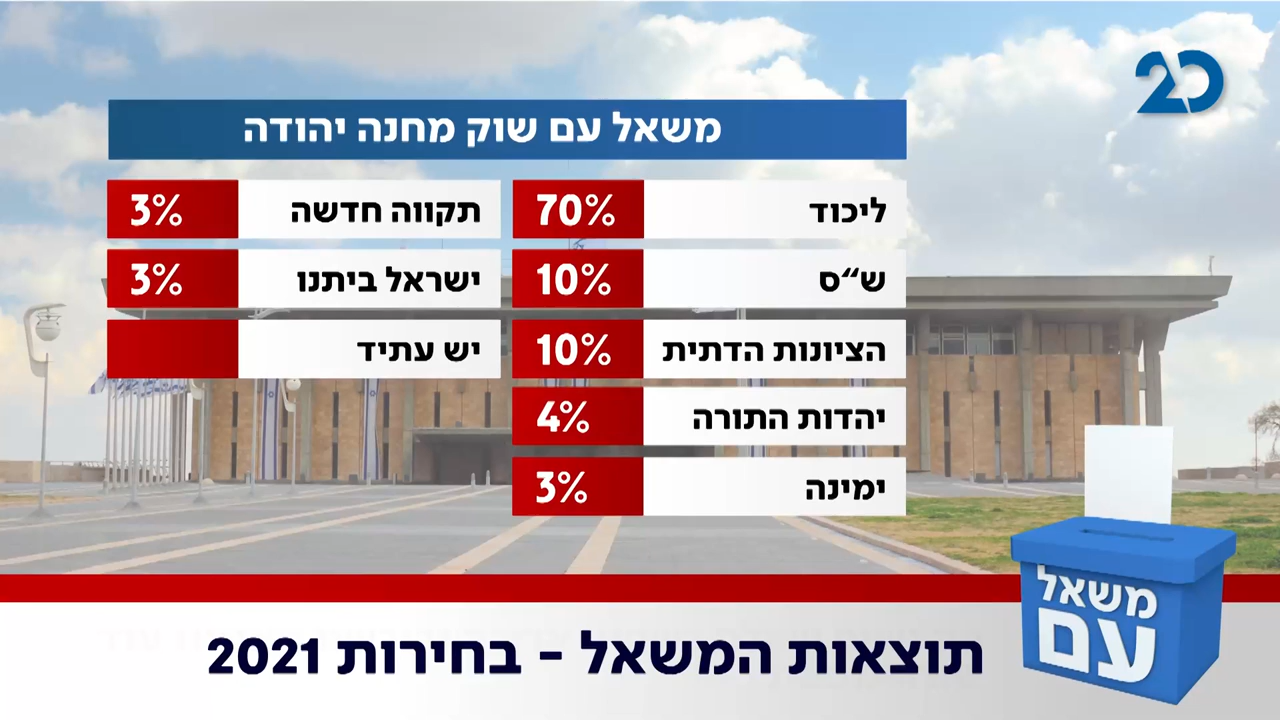 20
משאל עם שוק מחנה יהודה
ליכוד 70%
ש“ס 10%
הציונות הדתית 10%
יהדות התורה 4%
ימינה 3%
תקווה חדשה 3%
ישראל ביתנו 3%
יש עתיד
משאל
עם
תוצאות המשאל - בחירות 2021